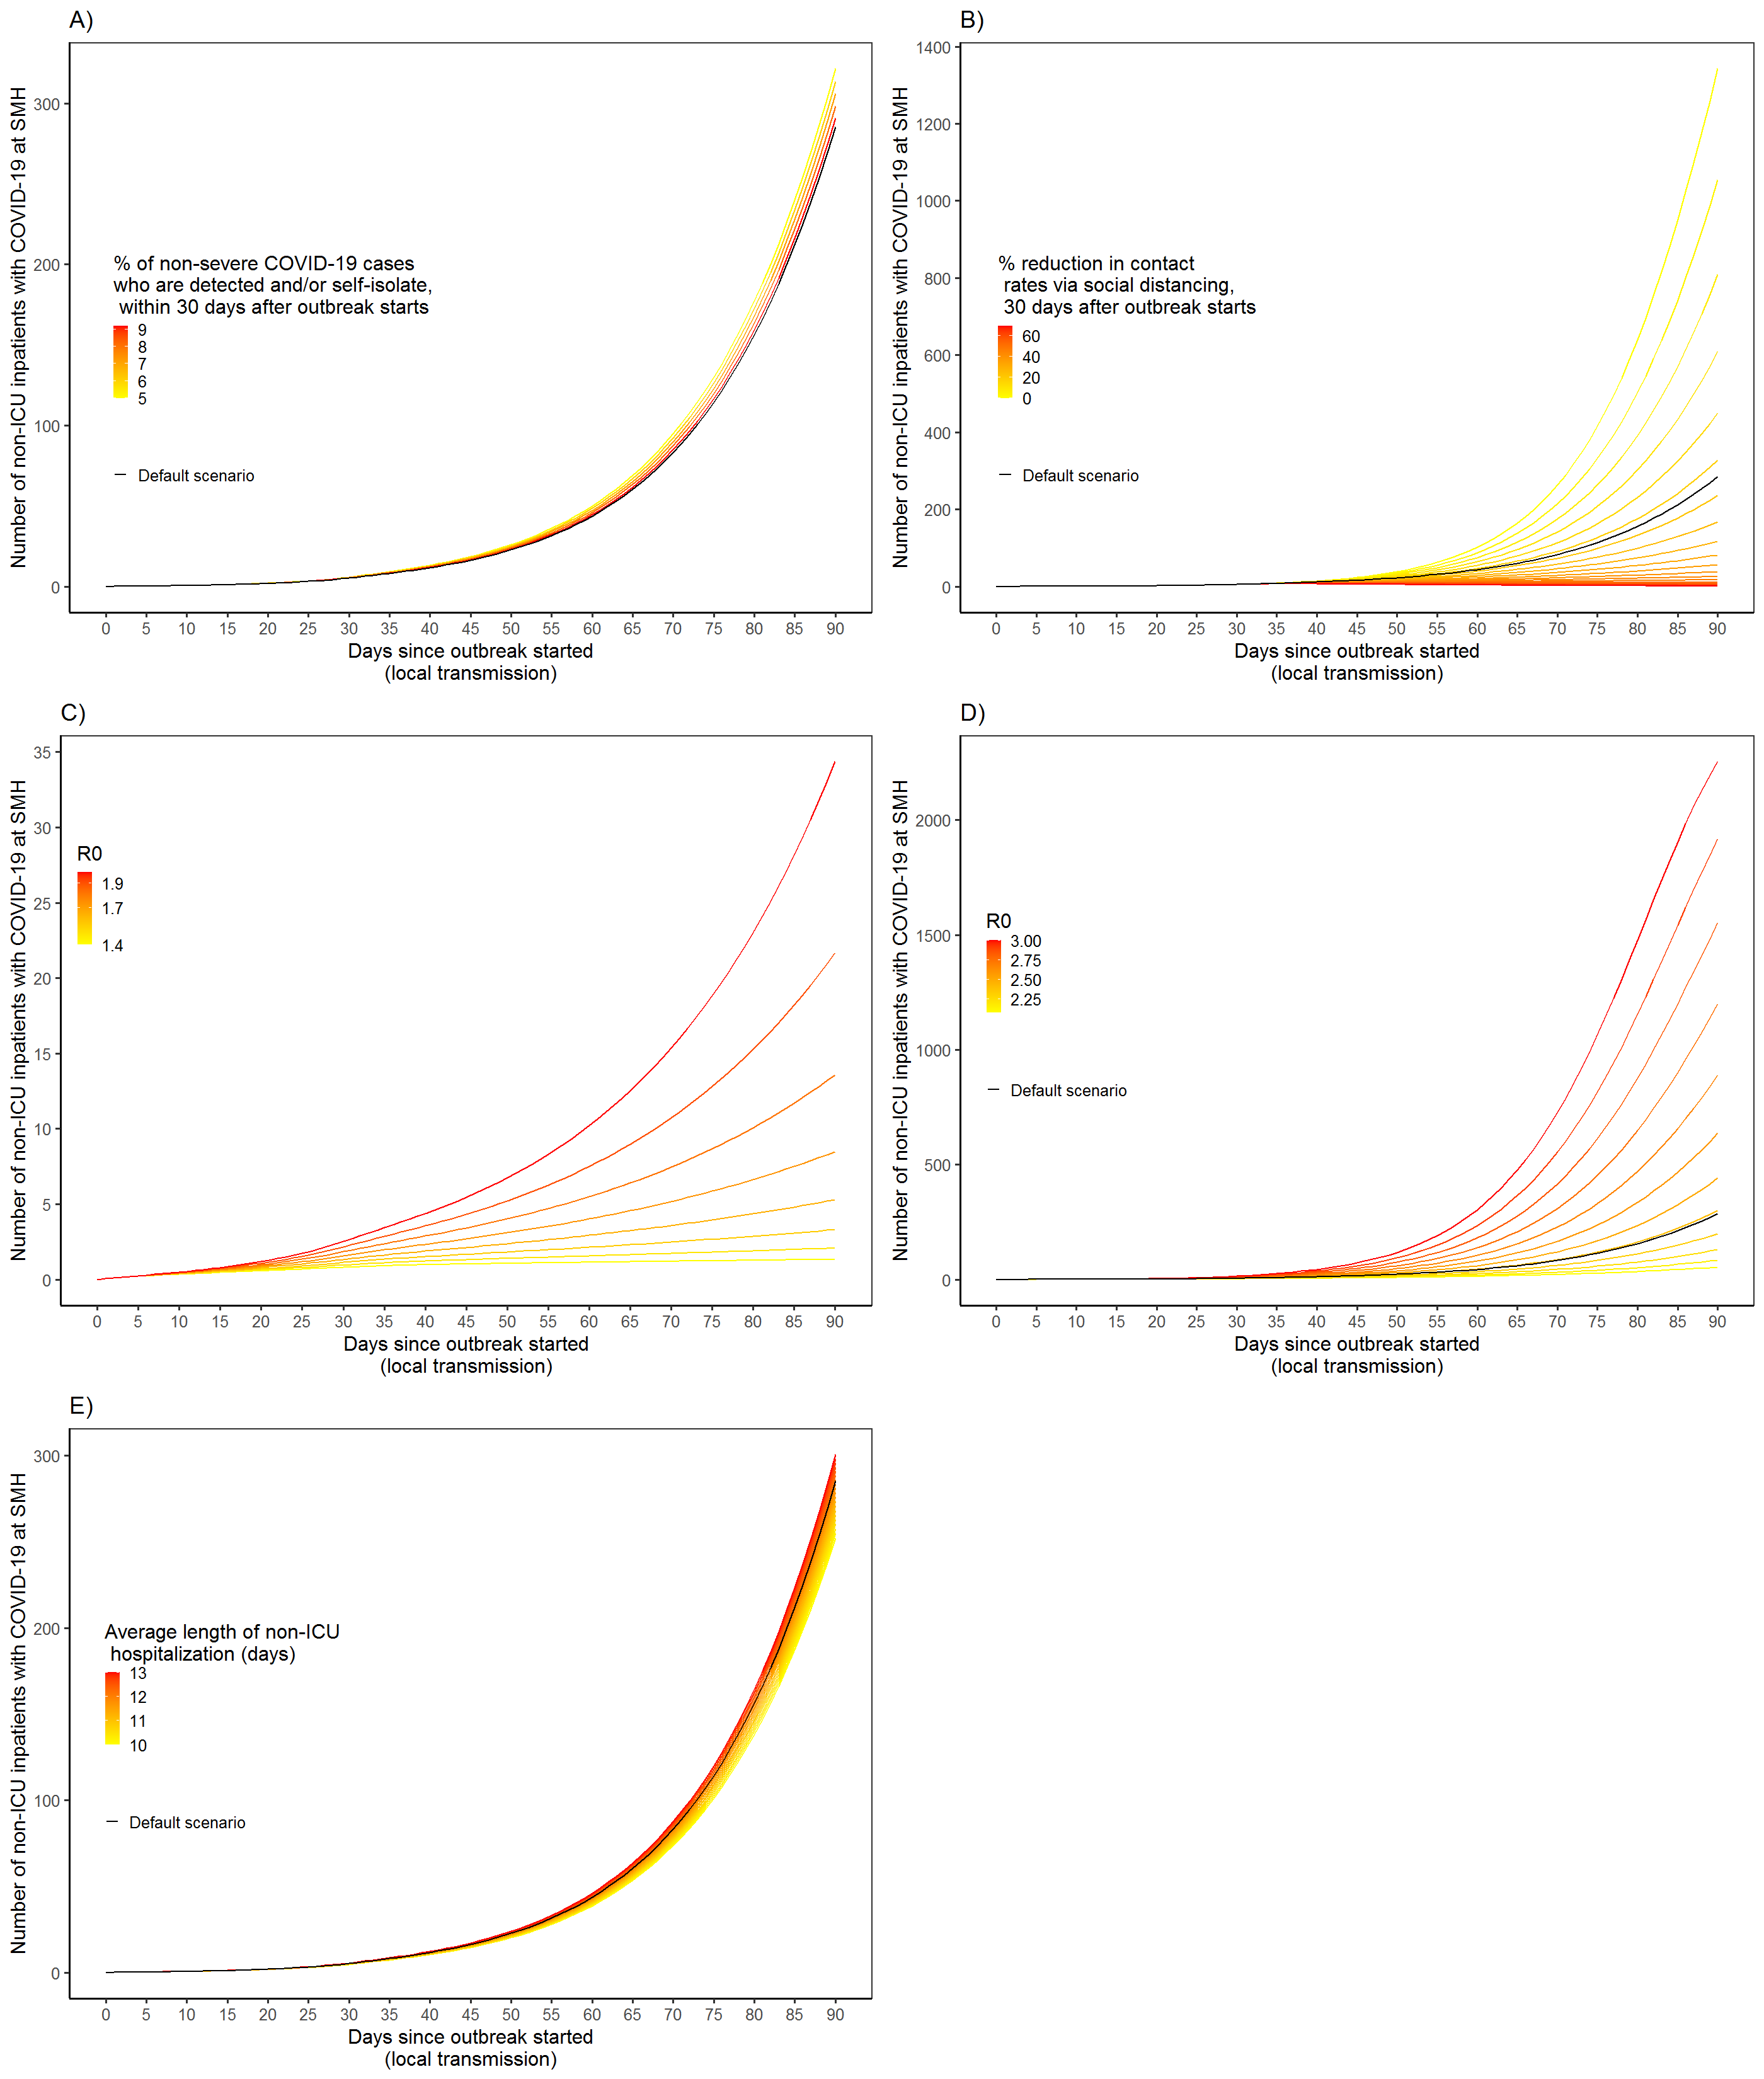 A)
Number of non-ICU inpatients with COVID-19 at SMH
300
200
100
0
% of non-severe COVID-19 cases
who are detected and/or self-isolate,
within 30 days after outbreak starts
9
8
7
6
5
Default scenario
0 5 10 15 20 25 30 35 40 45 50 55 60 65 70 75 80 85 90
Days since outbreak started
(local transmission)
B)
Number of non-ICU inpatients with COVID-19 at SMH
1400
1200
1000
800
600
400
200
0
% reduction in contact
rates via social distancing,
30 days after outbreak starts
60
40
20
0
Default scenario
0 5 10 15 20 25 30 35 40 45 50 55 60 65 70 75 80 85 90
Days since outbreak started
(local transmission)
C)
Number of non-ICU inpatients with COVID-19 at SMH
35
30
25
20
15
10
5
0
R0
1.9
1.7
1.4
0 5 10 15 20 25 30 35 40 45 50 55 60 65 70 75 80 85 90
Days since outbreak started
(local transmission)
D)
Number of non-ICU inpatients with COVID-19 at SMH
2000
1500
1000
500
0
R0
3.00
2.75
2.50
2.25
Default scenario
0 5 10 15 20 25 30 35 40 45 50 55 60 65 70 75 80 85 90
Days since outbreak started
(local transmission)
E)
Number of non-ICU inpatients with COVID-19 at SMH
300
200
100
0
Average length of non-ICU
hospitalization (days)
13
12
11
10
Default scenario
0 5 10 15 20 25 30 35 40 45 50 55 60 65 70 75 80 85 90
Days since outbreak started
(local transmission)